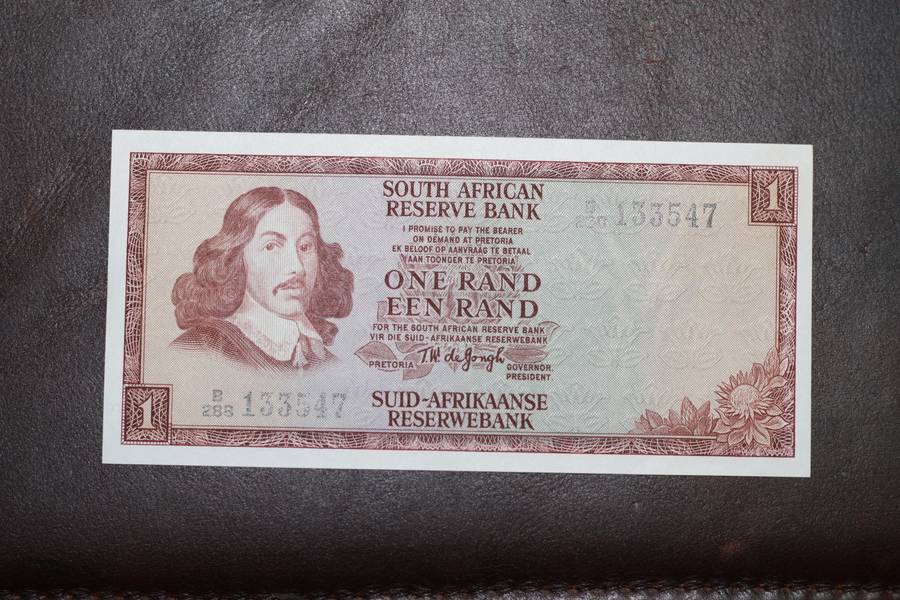 SOUTH AFRICAN
RESERVE BANK
1
B
288 133547
I PROMISE TO PAY THE BEARER
ON DEMAND AT PRETORIA
EK BELOOF OP AANVRAAG TE BETAAL
AAN TOONDER TE PRETORIA
ONE RAND
EEN RAND
FOR THE SOUTH AFRICAN RESERVE BANK
VIR DIE SUID-AFRIKAANSE RESERWEBANK
T.W. de Jongh
PRETORIA
GOVERNOR.
PRESIDENT.
1
B
288 133547
SUID-AFRIKAANSE
RESERWEBANK